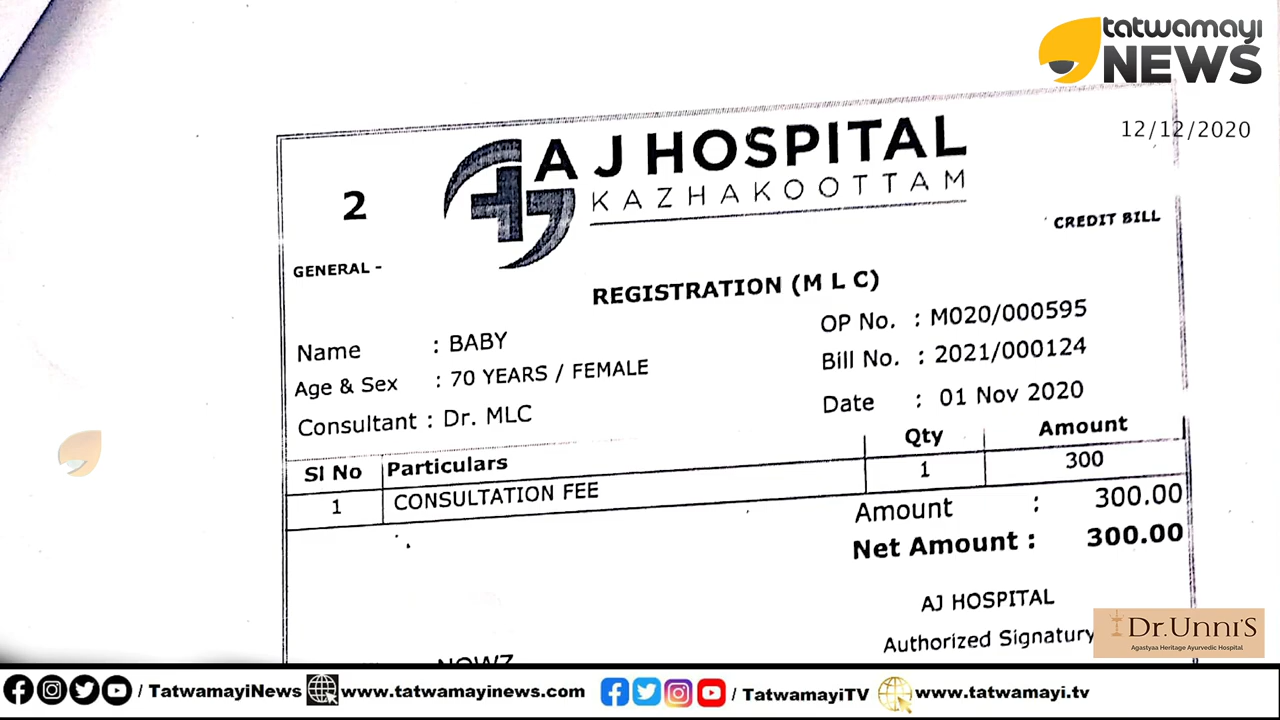 tatwamayi
NEWS
12/12/2020
A J HOSPITAL
KAZHAKOOTTAM
2
CREDIT BILL
GENERAL -
REGISTRATION (M L C)
Name : BABY
OP No. : M020/000595
Age & Sex : 70 YEARS / FEMALE
Bill No. : 2021/000124
Consultant : Dr. MLC
Date : 01 Nov 2020
Sl No Particulars Qty Amount
1 CONSULTATION FEE 1 300
Amount : 300.00
Net Amount : 300.00
AJ HOSPITAL
Authorized Signatury
Dr.UNNI'S
Agastyaa Heritage Ayurvedic Hospital
/ TatwamayiNews www.tatwamayinews.com / TatwamayiTV www.tatwamayi.tv